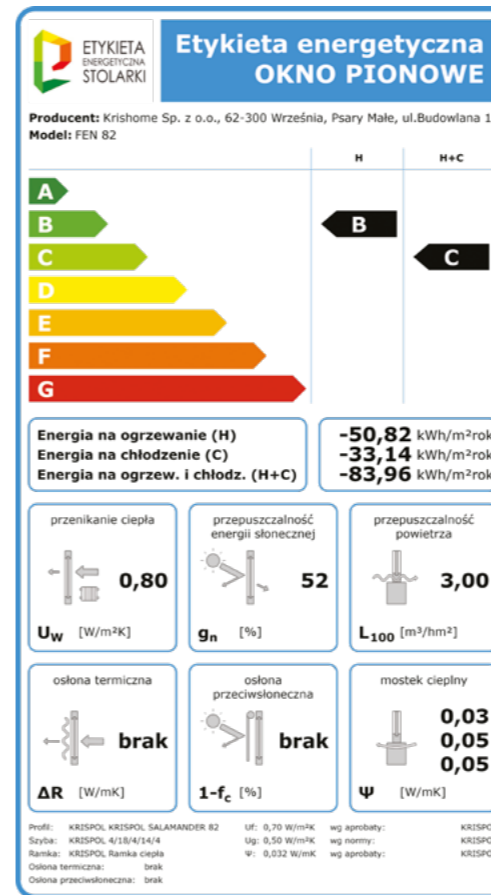 ETYKIETA
ENERGETYCZNA
STOLARKI
Etykieta energetyczna
OKNO PIONOWE
Producent: Krishome Sp. z o.o., 62-300 Września, Psary Małe, ul.Budowlana 1
Model: FEN 82
H H+C
A
B B
C C
D
E
F
G
Energia na ogrzewanie (H) -50,82 kWh/m²rok
Energia na chłodzenie (C) -33,14 kWh/m²rok
Energia na ogrzew. i chłodz. (H+C) -83,96 kWh/m²rok
przenikanie ciepła
0,80
Uw [W/m²K]
przepuszczalność
energii słonecznej
52
gn [%]
przepuszczalność
powietrza
3,00
L100 [m³/hm²]
osłona termiczna
brak
ΔR [W/mK]
osłona
przeciwsłoneczna
brak
1-fc [%]
mostek cieplny
0,03
0,05
0,05
Ψ [W/mK]
Profil: KRISPOL KRISPOL SALAMANDER 82 Uf: 0,70 W/m²K wg aprobaty: KRISPO
Szyba: KRISPOL 4/18/4/14/4 Ug: 0,50 W/m²K wg normy: KRISPO
Ramka: KRISPOL Ramka ciepła Ψ: 0,032 W/mK wg aprobaty: KRISPO
Osłona termiczna: brak
Osłona przeciwsłoneczna: brak